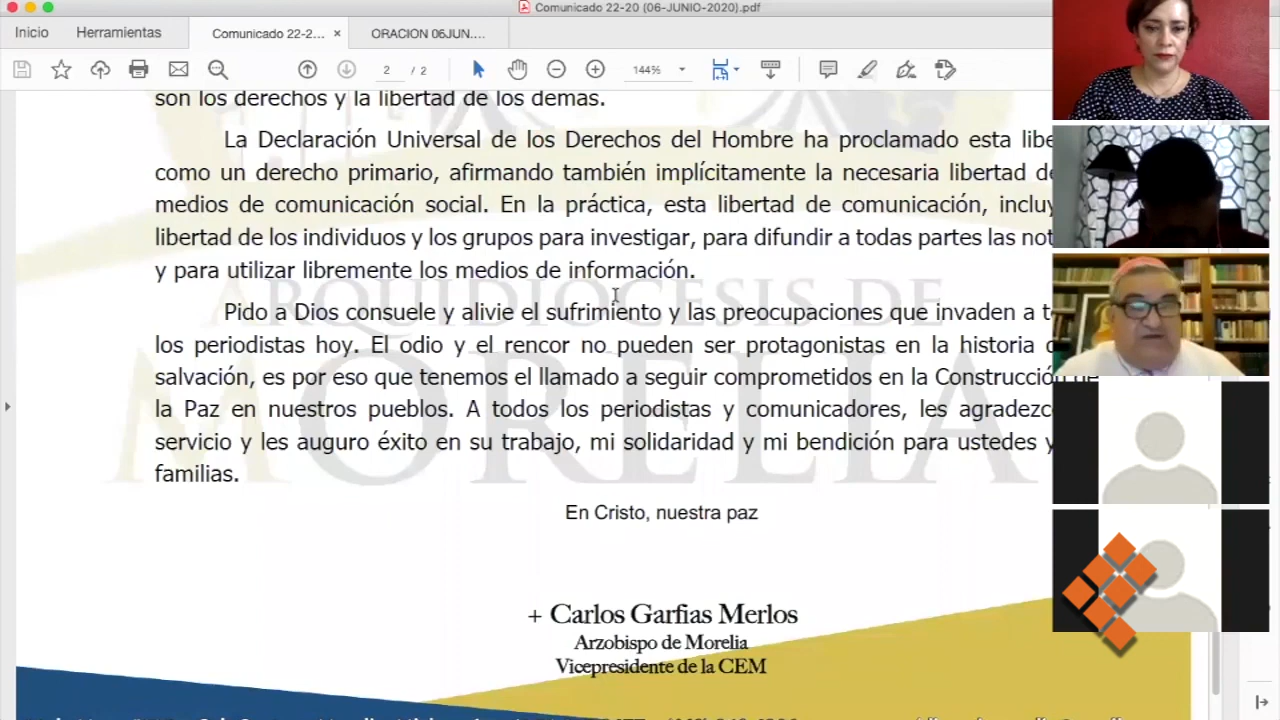 Comunicado 22-20 (06-JUNIO-2020).pdf
Inicio Herramientas Comunicado 22-2... × ORACION 06JUN....
2 / 2 144%
son los derechos y la libertad de los demás.
La Declaración Universal de los Derechos del Hombre ha proclamado esta
como un derecho primario, afirmando también implícitamente la necesaria libertad
medios de comunicación social. En la práctica, esta libertad de comunicación,
libertad de los individuos y los grupos para investigar, para difundir a todas partes las
y para utilizar libremente los medios de información.
ARQUIDIÓCESIS DE
Pido a Dios consuele y alivie el sufrimiento y las preocupaciones que invaden a
los periodistas hoy. El odio y el rencor no pueden ser protagonistas en la historia
salvación, es por eso que tenemos el llamado a seguir comprometidos en la Construcción de
la Paz en nuestros pueblos. A todos los periodistas y comunicadores, les
servicio y les auguro éxito en su trabajo, mi solidaridad y mi bendición para ustedes y
MORELIA
familias.
En Cristo, nuestra paz
+ Carlos Garfias Merlos
Arzobispo de Morelia
Vicepresidente de la CEM